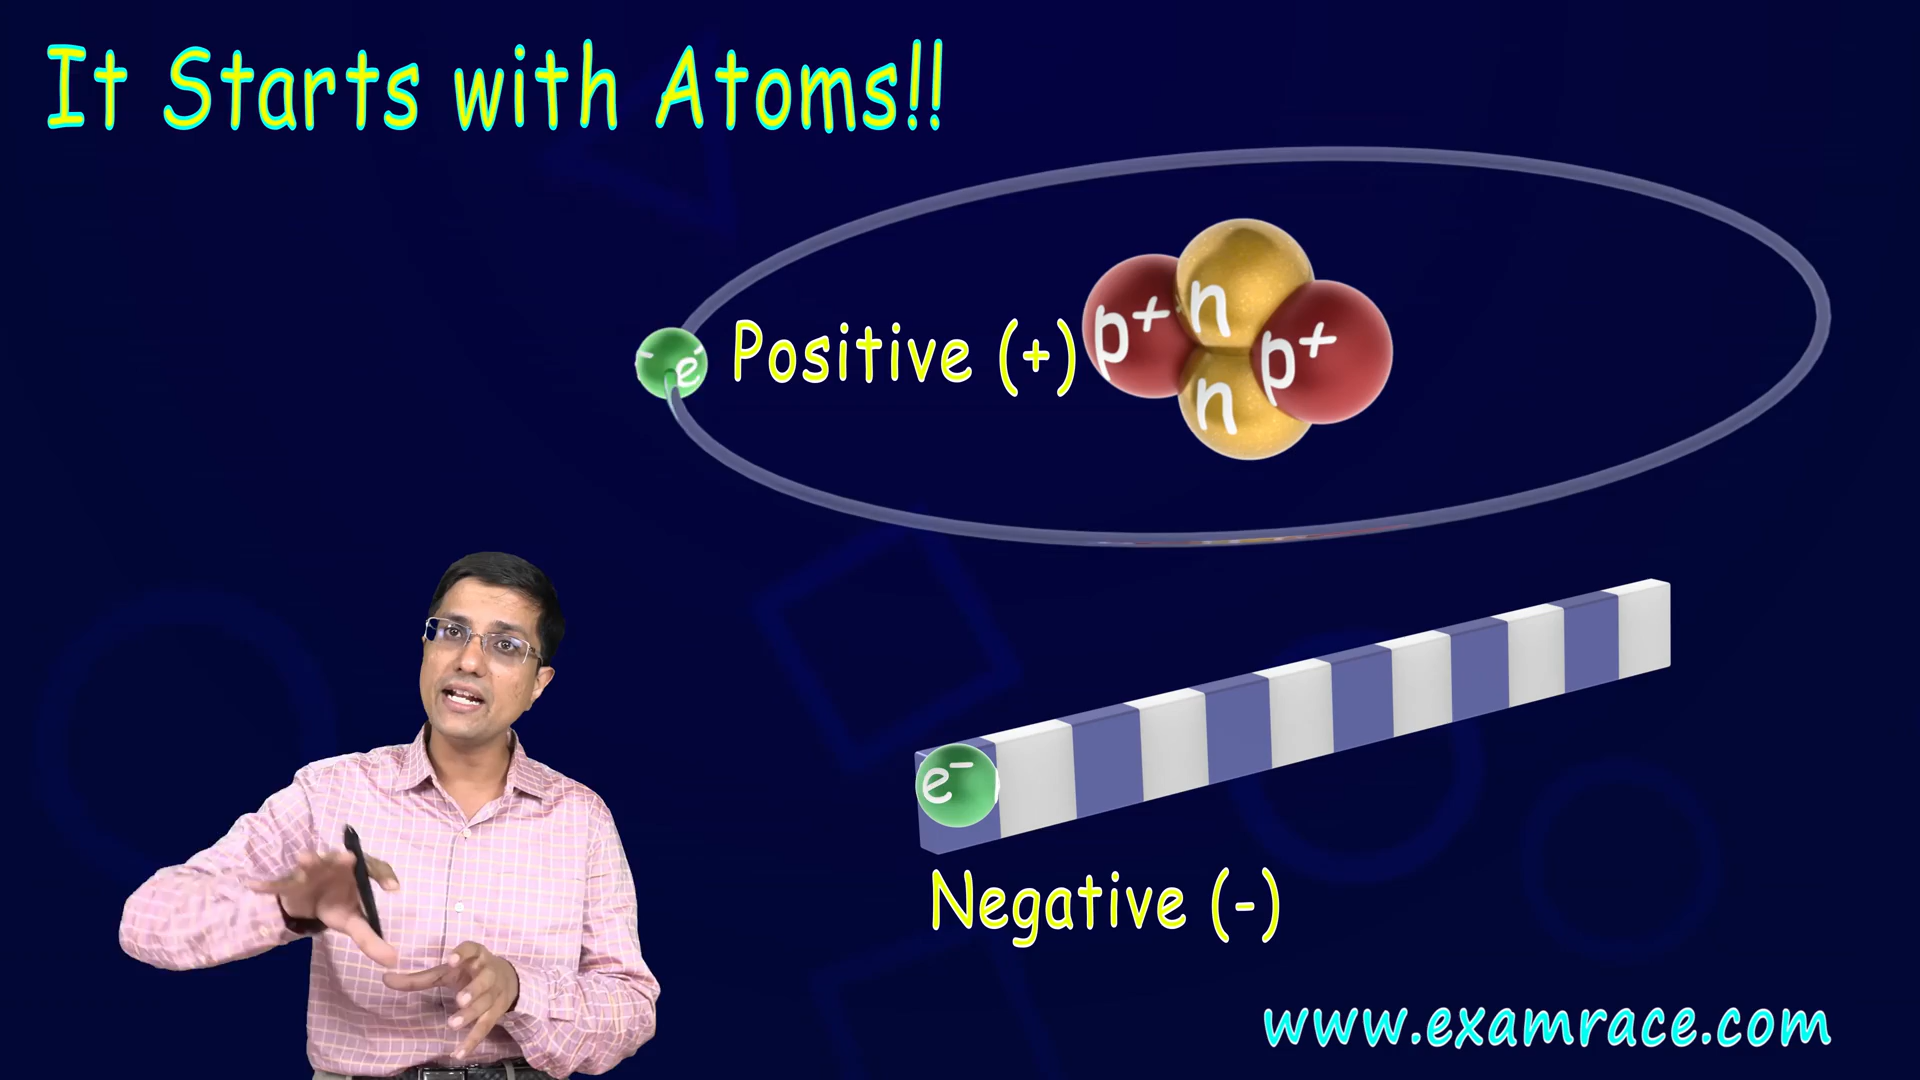 It Starts with Atoms!!
n
p⁺
p⁺
n
e⁻
Positive (+)
e⁻
Negative (-)
www.examrace.com